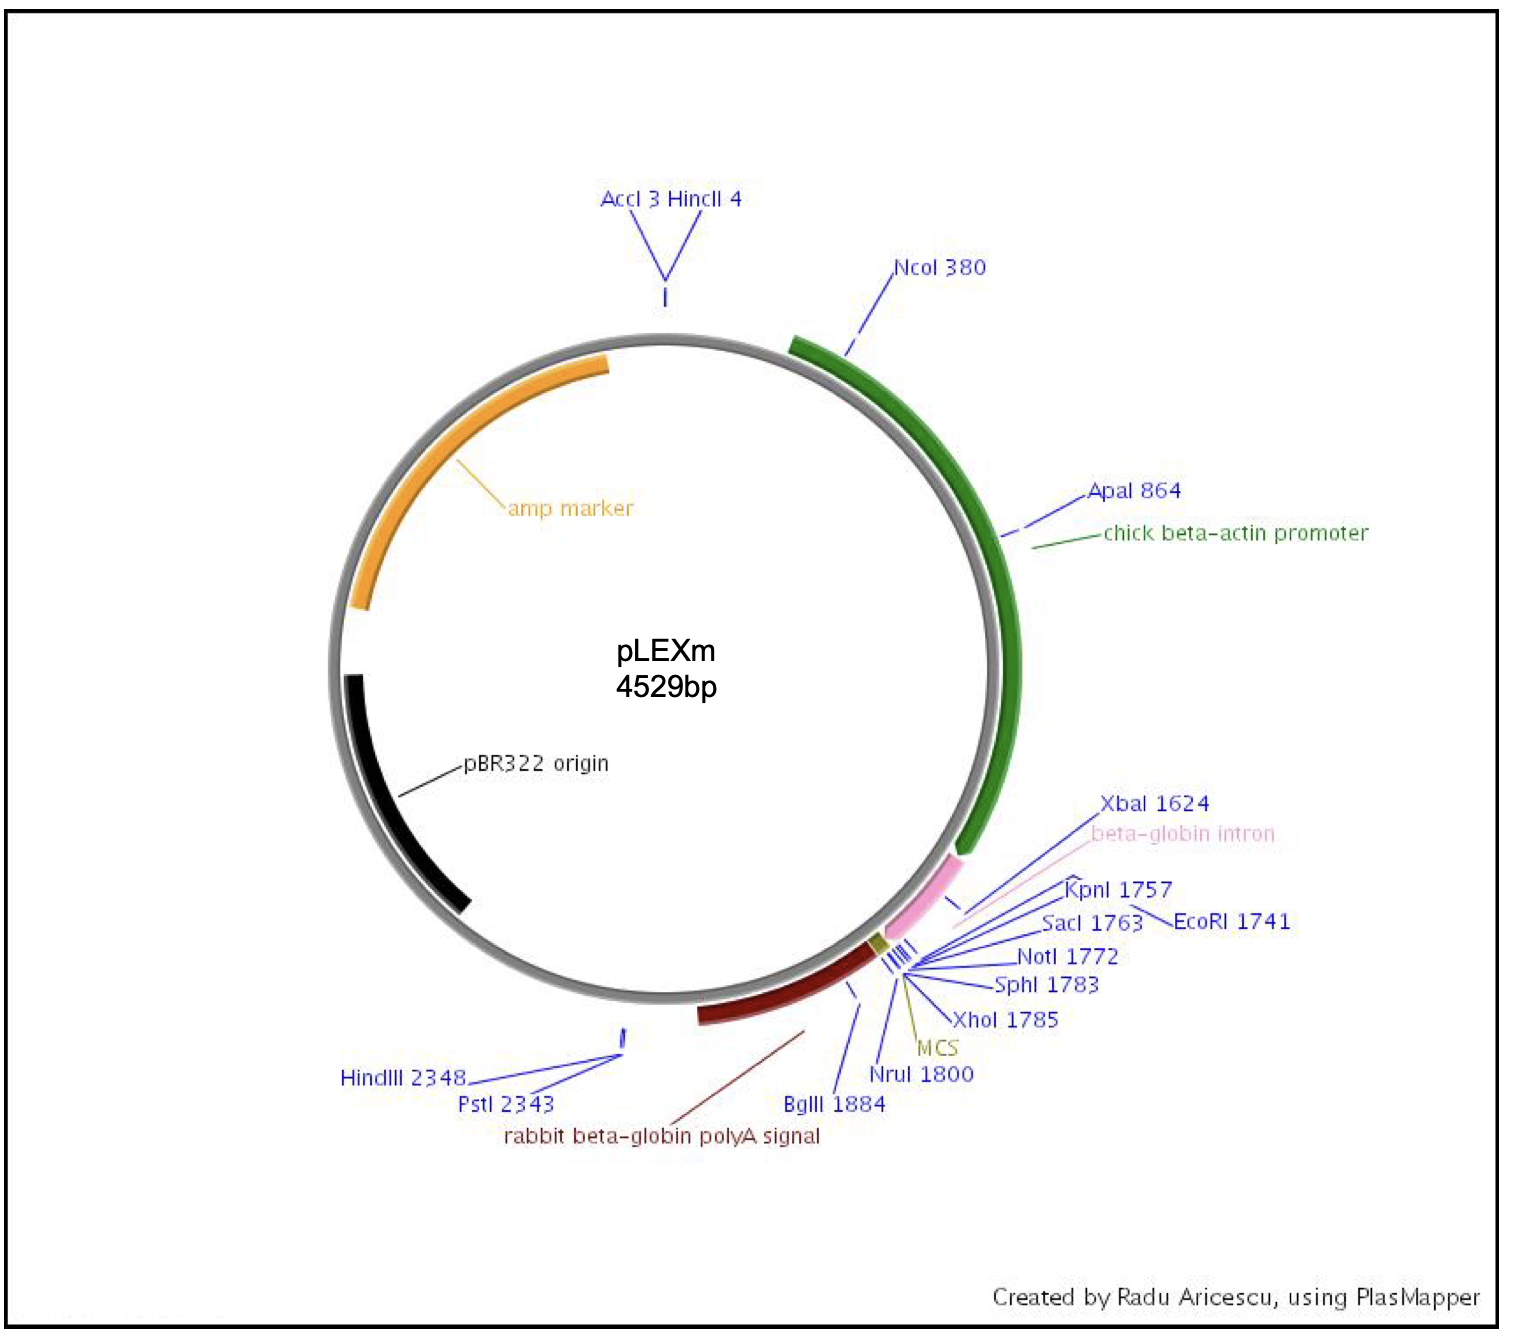 AccI 3 HincII 4
NcoI 380
ApaI 864
chick beta-actin promoter
amp marker
pLEXm
4529bp
pBR322 origin
XbaI 1624
beta-globin intron
KpnI 1757
SacI 1763
EcoRI 1741
NotI 1772
SphI 1783
XhoI 1785
MCS
NruI 1800
HindIII 2348
PstI 2343
BglII 1884
rabbit beta-globin polyA signal
Created by Radu Aricescu, using PlasMapper